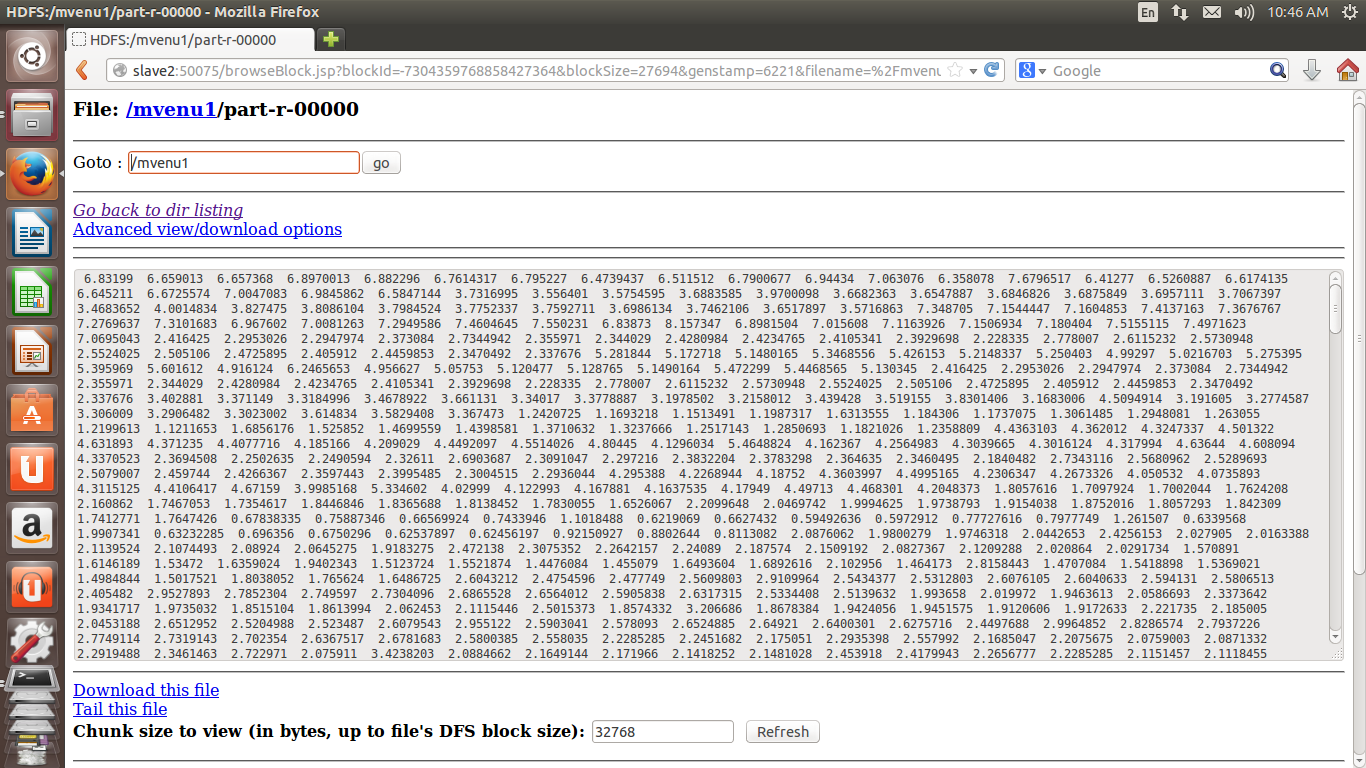 HDFS:/mvenu1/part-r-00000 - Mozilla Firefox
En
10:46 AM
HDFS:/mvenu1/part-r-00000
slave2:50075/browseBlock.jsp?blockId=-7304359768858427364&blockSize=27694&genstamp=6221&filename=%2Fmvenu
Google
File: /mvenu1/part-r-00000
Goto : /mvenu1 go
Go back to dir listing
Advanced view/download options
6.83199 6.659013 6.657368 6.8970013 6.882296 6.7614317 6.795227 6.4739437 6.511512 6.7900677 6.94434 7.063076 6.358078 7.6796517 6.41277 6.5260887 6.6174135
6.645211 6.6725574 7.0047083 6.9845862 6.5847144 3.7316995 3.556401 3.5754595 3.6883585 3.9700098 3.6682363 3.6547887 3.6846826 3.6875849 3.6957111 3.7067397
3.4683652 4.0014834 3.827475 3.8086104 3.7984524 3.7752337 3.7592711 3.6986134 3.7462106 3.6517897 3.5716863 7.348705 7.1544447 7.1604853 7.4137163 7.3676767
7.2769637 7.3101683 6.967602 7.0081263 7.2949586 7.4604645 7.550231 6.83873 8.157347 6.8981504 7.015608 7.1163926 7.1506934 7.180404 7.5155115 7.4971623
7.0695043 2.416425 2.2953026 2.2947974 2.373084 2.7344942 2.355971 2.344029 2.4280984 2.4234765 2.4105341 2.3929698 2.228335 2.778007 2.6115232 2.5730948
2.5524025 2.505106 2.4725895 2.405912 2.4459853 2.3470492 2.337676 5.281844 5.172718 5.1480165 5.3468556 5.426153 5.2148337 5.250403 4.99297 5.0216703 5.275395
5.395969 5.601612 4.916124 6.2465653 4.956627 5.05753 5.120477 5.128765 5.1490164 5.472299 5.4468565 5.130345 2.416425 2.2953026 2.2947974 2.373084 2.7344942
2.355971 2.344029 2.4280984 2.4234765 2.4105341 2.3929698 2.228335 2.778007 2.6115232 2.5730948 2.5524025 2.505106 2.4725895 2.405912 2.4459853 2.3470492
2.337676 3.402881 3.371149 3.3184996 3.4678922 3.661131 3.34017 3.3778887 3.1978502 3.2158012 3.439428 3.519155 3.8301406 3.1683006 4.5094914 3.191605 3.2774587
3.306009 3.2906482 3.3023002 3.614834 3.5829408 3.367473 1.2420725 1.1693218 1.1513491 1.1987317 1.6313555 1.184306 1.1737075 1.3061485 1.2948081 1.263055
1.2199613 1.1211653 1.6856176 1.525852 1.4699559 1.4398581 1.3710632 1.3237666 1.2517143 1.2850693 1.1821026 1.2358809 4.4363103 4.362012 4.3247337 4.501322
4.631893 4.371235 4.4077716 4.185166 4.209029 4.4492097 4.5514026 4.80445 4.1296034 5.4648824 4.162367 4.2564983 4.3039665 4.3016124 4.317994 4.63644 4.608094
4.3370523 2.3694508 2.2502635 2.2490594 2.32611 2.6903687 2.3091047 2.297216 2.3832204 2.3783298 2.364635 2.3460495 2.1840482 2.7343116 2.5680962 2.5289693
2.5079007 2.459744 2.4266367 2.3597443 2.3995485 2.3004515 2.2936044 4.295388 4.2268944 4.18752 4.3603997 4.4995165 4.2306347 4.2673326 4.050532 4.0735893
4.3115125 4.4106417 4.67159 3.9985168 5.334602 4.02999 4.122993 4.167881 4.1637535 4.17949 4.49713 4.468301 4.2048373 1.8057616 1.7097924 1.7002044 1.7624208
2.160862 1.7467053 1.7354617 1.8446846 1.8365688 1.8138452 1.7830055 1.6526067 2.2099648 2.0469742 1.9994625 1.9738793 1.9154038 1.8752016 1.8057293 1.842309
1.7412771 1.7647426 0.67838335 0.75887346 0.66569924 0.7433946 1.1018488 0.6219069 0.6627432 0.59492636 0.5972912 0.77727616 0.7977749 1.261507 0.6339568
1.9907341 0.63232285 0.696356 0.6750296 0.62537897 0.62456197 0.92150927 0.8802644 0.8113082 2.0876062 1.9800279 1.9746318 2.0442653 2.4256153 2.027905 2.0163388
2.1139524 2.1074493 2.08924 2.0645275 1.9183275 2.472138 2.3075352 2.2642157 2.24089 2.187574 2.1509192 2.0827367 2.1209288 2.020864 2.0291734 1.570891
1.6146189 1.53472 1.6359024 1.9402343 1.5123724 1.5521874 1.4476084 1.455079 1.6493604 1.6892616 2.102956 1.464173 2.8158443 1.4707084 1.5418898 1.5369021
1.4984844 1.5017521 1.8038052 1.765624 1.6486725 2.6043212 2.4754596 2.477749 2.5609803 2.9109964 2.5434377 2.5312803 2.6076105 2.6040633 2.594131 2.5806513
2.405482 2.9527893 2.7852304 2.749597 2.7304096 2.6865528 2.6564012 2.5905838 2.6317315 2.5334408 2.5139632 1.993658 2.019972 1.9463613 2.0586693 2.3373642
1.9341717 1.9735032 1.8515104 1.8613994 2.062453 2.1115446 2.5015373 1.8574332 3.206686 1.8678384 1.9424056 1.9451575 1.9120606 1.9172633 2.221735 2.185005
2.0453188 2.6512952 2.5204988 2.523487 2.6079543 2.955122 2.5903041 2.578093 2.6524885 2.64921 2.6400301 2.6275716 2.4497688 2.9964852 2.8286574 2.7937226
2.7749114 2.7319143 2.702354 2.6367517 2.6781683 2.5800385 2.558035 2.2285285 2.245165 2.175051 2.2935398 2.557992 2.1685047 2.2075675 2.0759003 2.0871332
2.2919488 2.3461463 2.722971 2.075911 3.4238203 2.0884662 2.1649144 2.171966 2.1418252 2.1481028 2.453918 2.4179943 2.2656777 2.2285285 2.1151457 2.1118455
Download this file
Tail this file
Chunk size to view (in bytes, up to file's DFS block size): 32768 Refresh